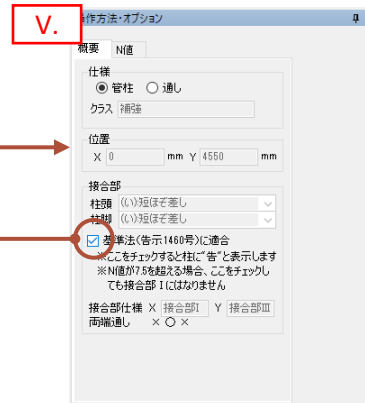 V.
操作方法・オプション
概要 N値
仕様
管柱 通し
クラス 補強
位置
X 0 mm Y 4550 mm
接合部
柱頭 (い)短ほぞ差し
柱脚 (い)短ほぞ差し
基準法(告示1460号)に適合
※ここをチェックすると柱に"告"と表示します
※N値が7.5を超える場合、ここをチェックし
ても接合部Ⅰにはなりません
接合部仕様 X 接合部Ⅰ Y 接合部Ⅲ
両端通し ×○×